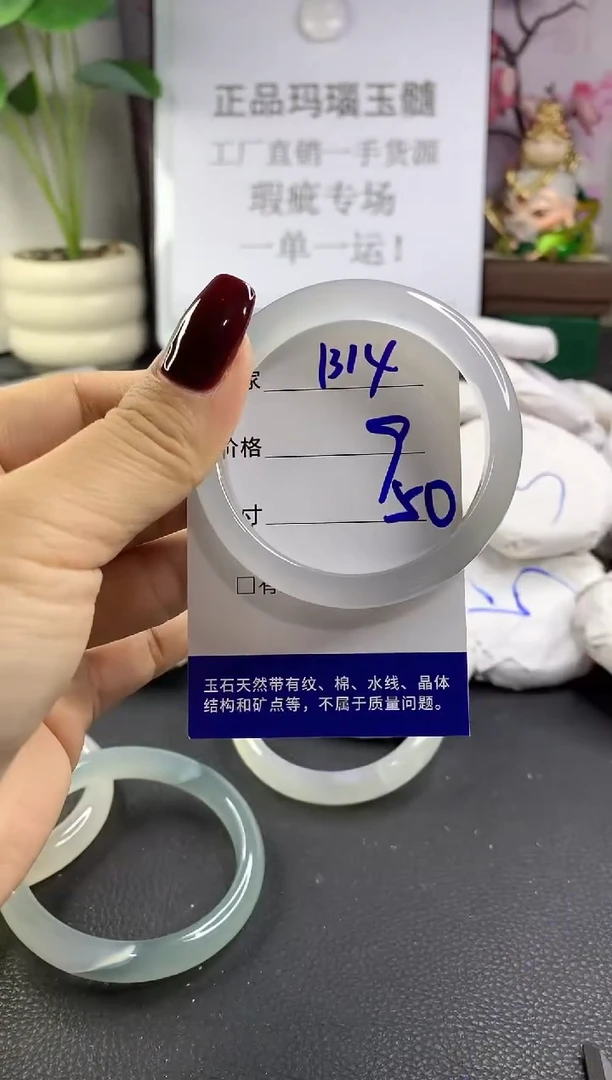 正品玛瑙玉髓
工厂直销一手货源
瑕疵专场
一单一运！
家 1314
价格 9
寸 50
□有
玉石天然带有纹、棉、水线、晶体
结构和矿点等，不属于质量问题。
5